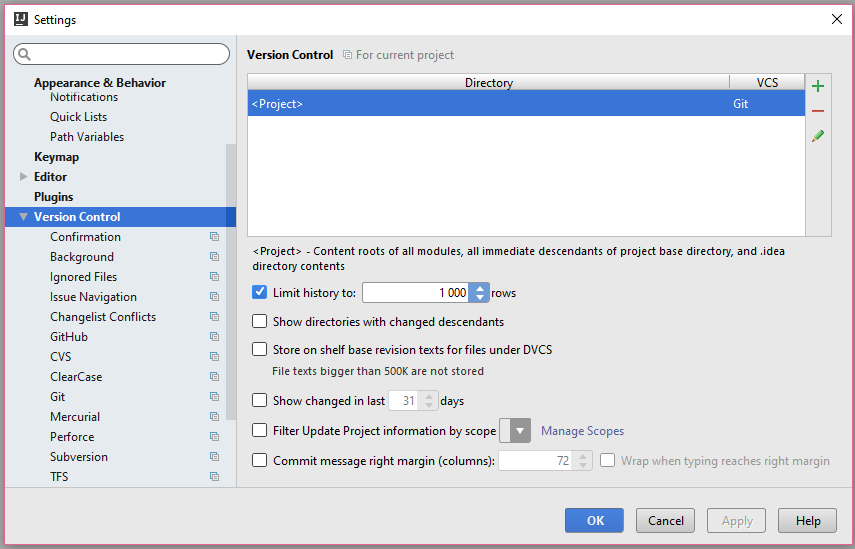 IJ Settings
Appearance & Behavior
Notifications
Quick Lists
Path Variables
Keymap
Editor
Plugins
Version Control
Confirmation
Background
Ignored Files
Issue Navigation
Changelist Conflicts
GitHub
CVS
ClearCase
Git
Mercurial
Perforce
Subversion
TFS
Version Control For current project
Directory VCS
<Project> Git
<Project> - Content roots of all modules, all immediate descendants of project base directory, and .idea
directory contents
Limit history to: 1 000 rows
Show directories with changed descendants
Store on shelf base revision texts for files under DVCS
File texts bigger than 500K are not stored
Show changed in last 31 days
Filter Update Project information by scope Manage Scopes
Commit message right margin (columns): 72 Wrap when typing reaches right margin
OK Cancel Apply Help